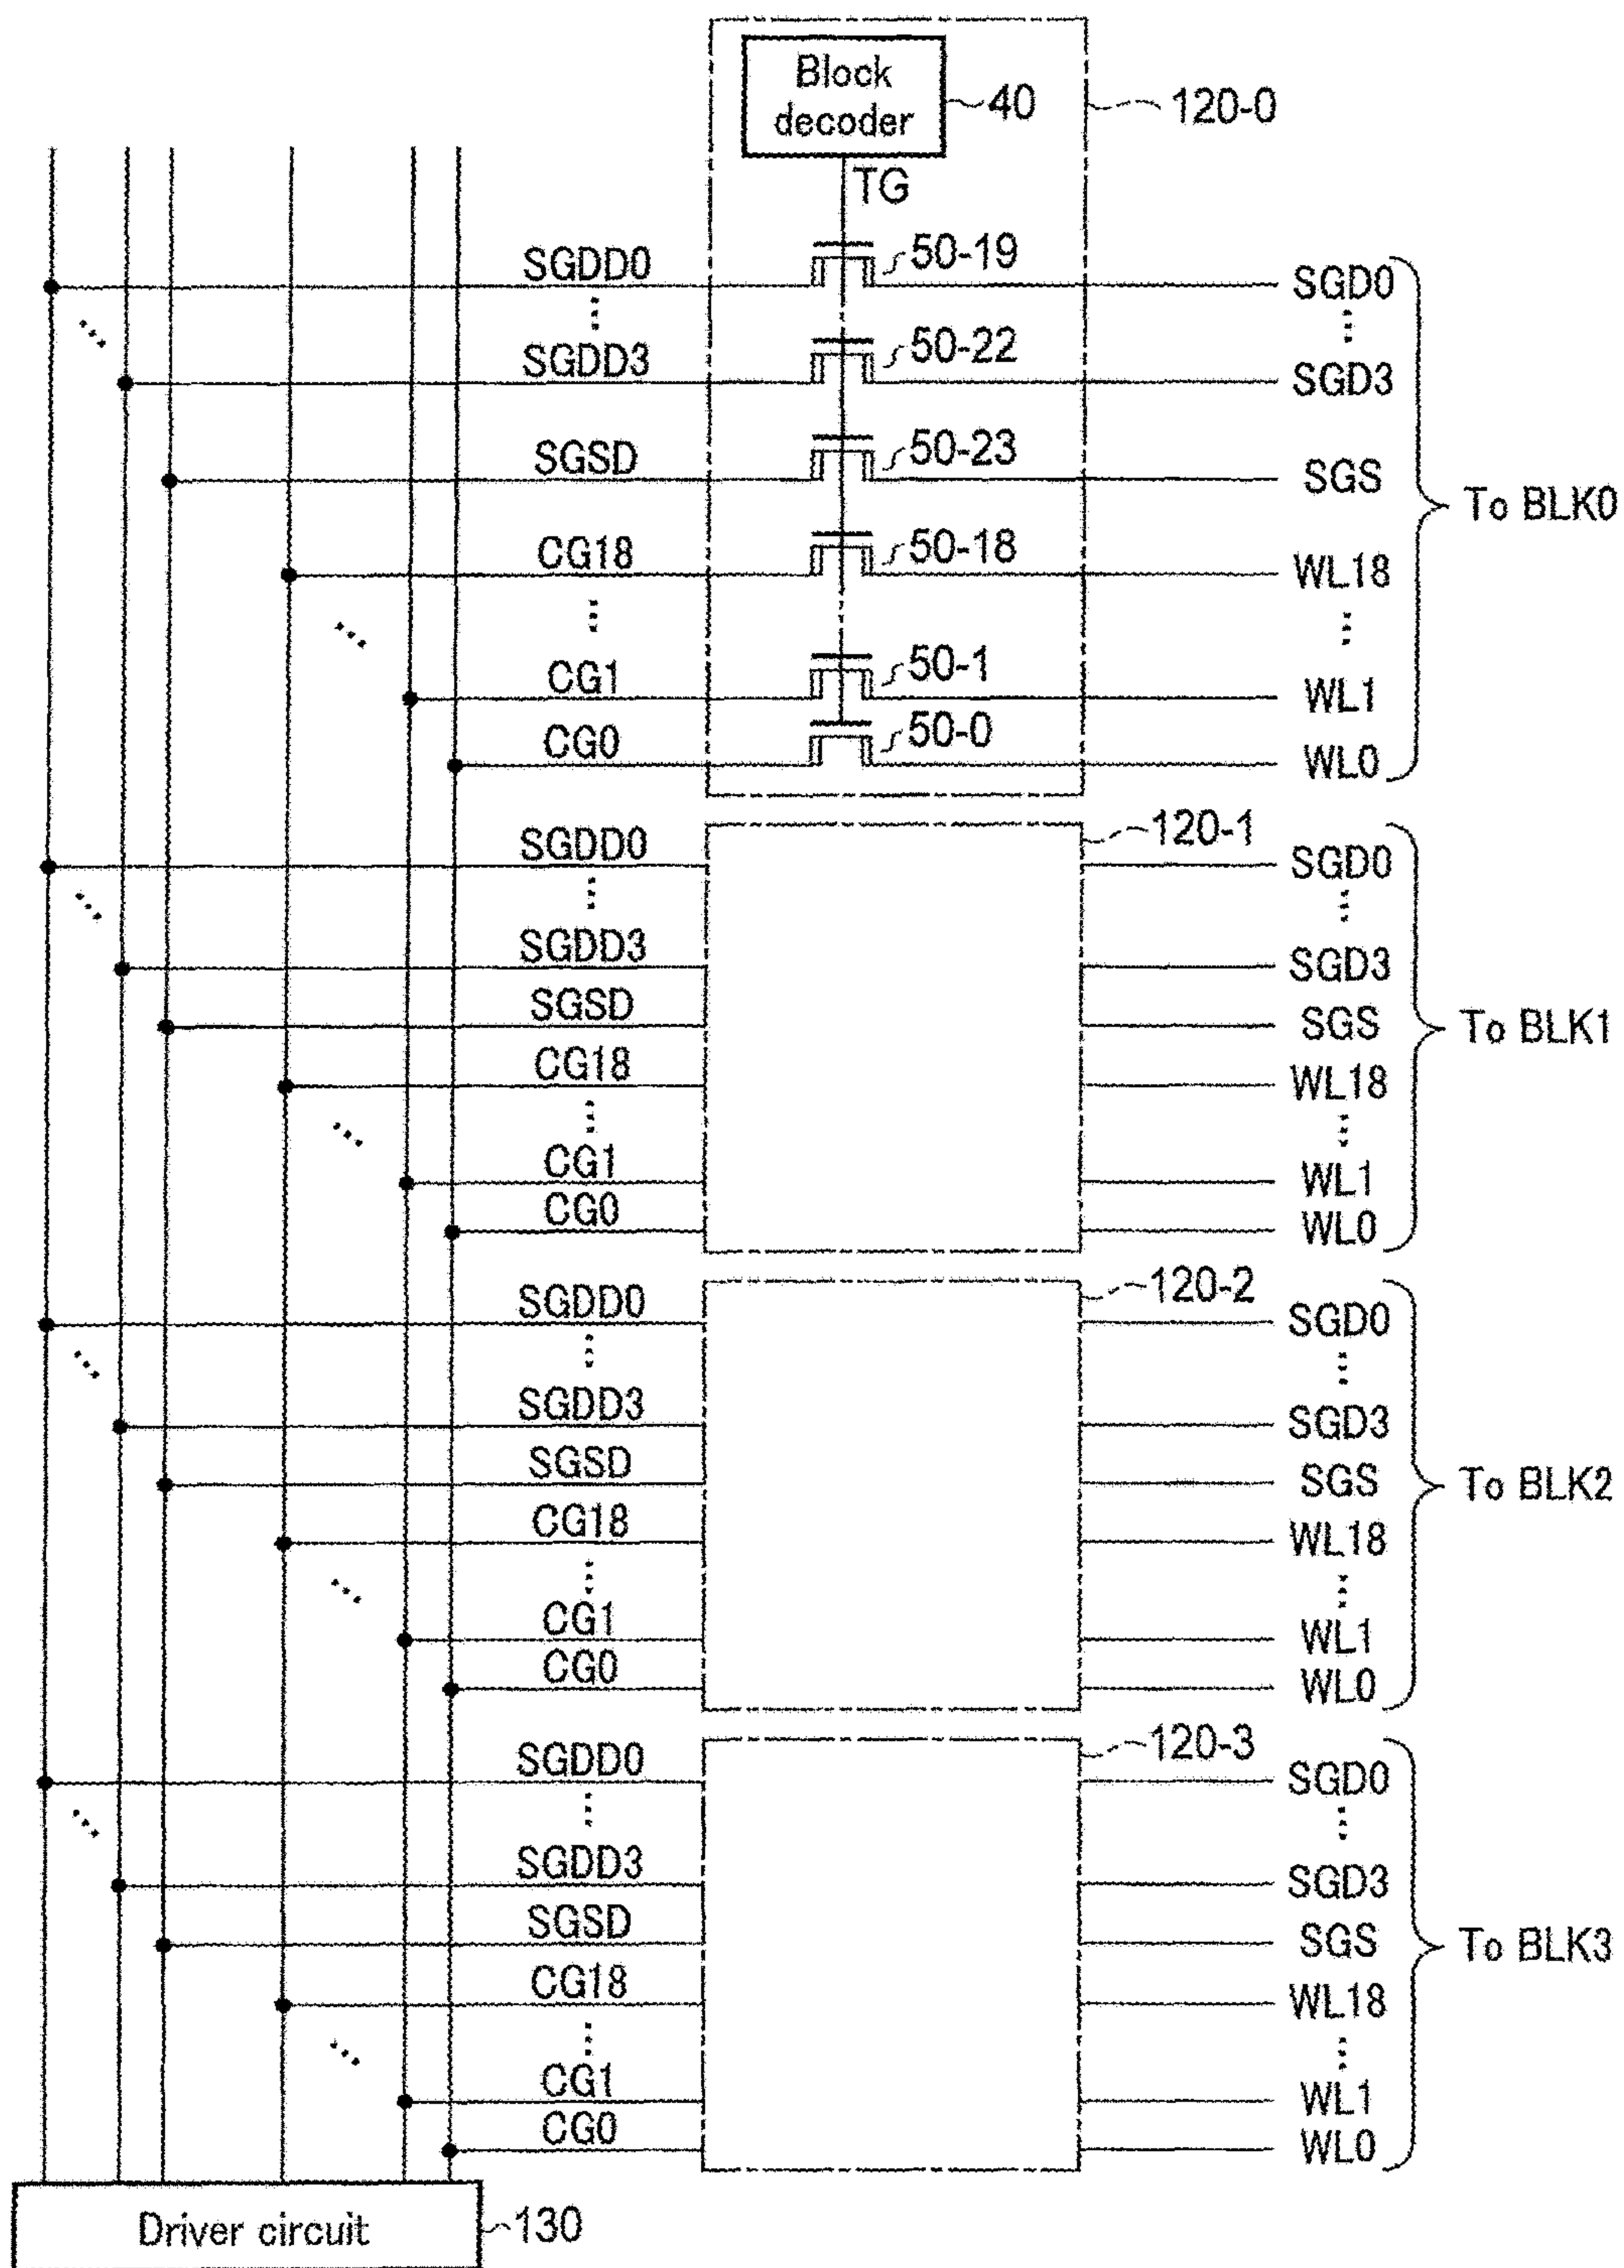 Block
decoder
40
120-0
TG
SGDD0
50-19
SGD0
SGDD3
50-22
SGD3
SGSD
50-23
SGS
To BLK0
CG18
50-18
WL18
CG1
50-1
WL1
CG0
50-0
WL0
120-1
SGDD0
SGD0
SGDD3
SGD3
SGSD
SGS
To BLK1
CG18
WL18
CG1
WL1
CG0
WL0
120-2
SGDD0
SGD0
SGDD3
SGD3
SGSD
SGS
To BLK2
CG18
WL18
CG1
WL1
CG0
WL0
120-3
SGDD0
SGD0
SGDD3
SGD3
SGSD
SGS
To BLK3
CG18
WL18
CG1
WL1
CG0
WL0
Driver circuit
130